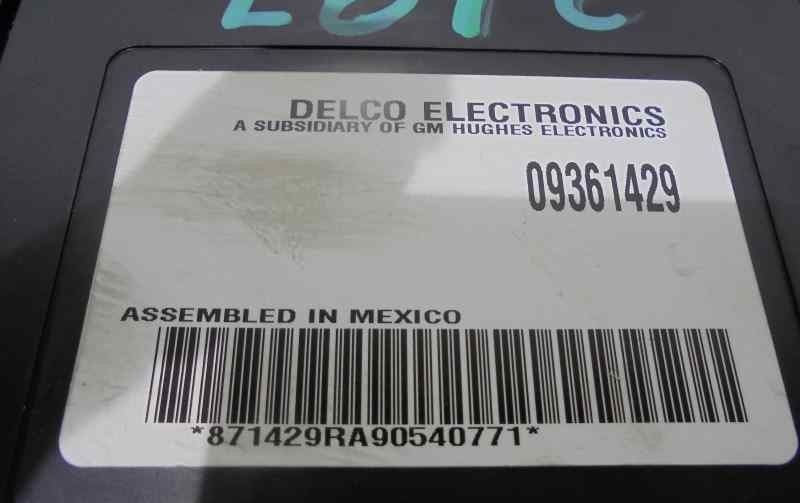 DELCO ELECTRONICS
A SUBSIDIARY OF GM HUGHES ELECTRONICS
09361429
ASSEMBLED IN MEXICO
*871429RA90540771*